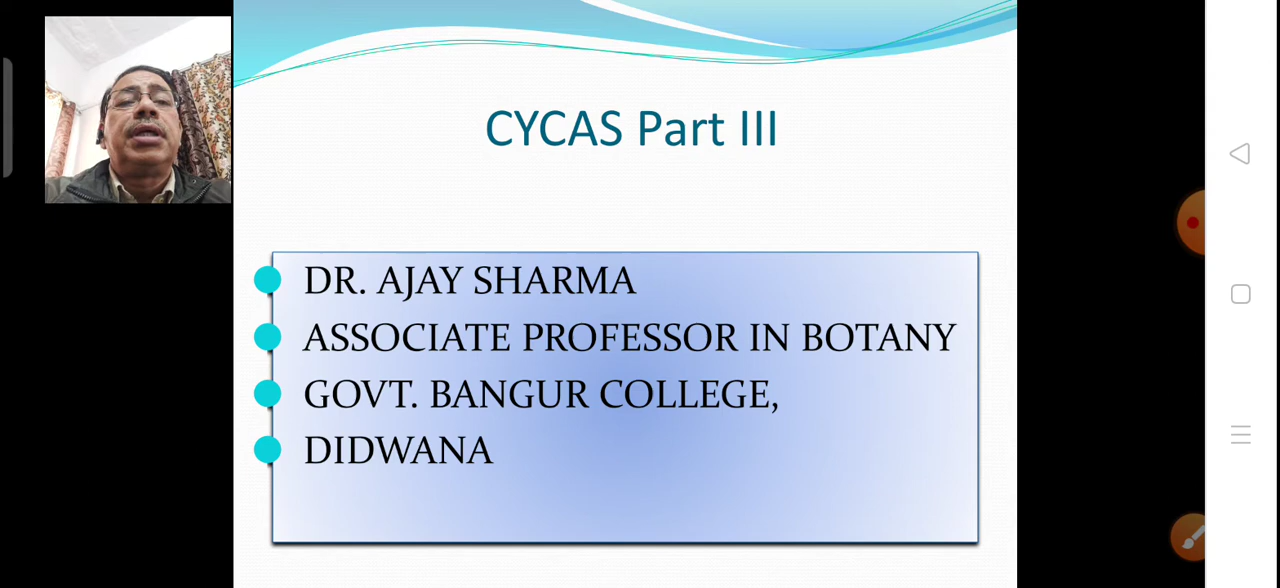 CYCAS Part III
DR. AJAY SHARMA
ASSOCIATE PROFESSOR IN BOTANY
GOVT. BANGUR COLLEGE,
DIDWANA